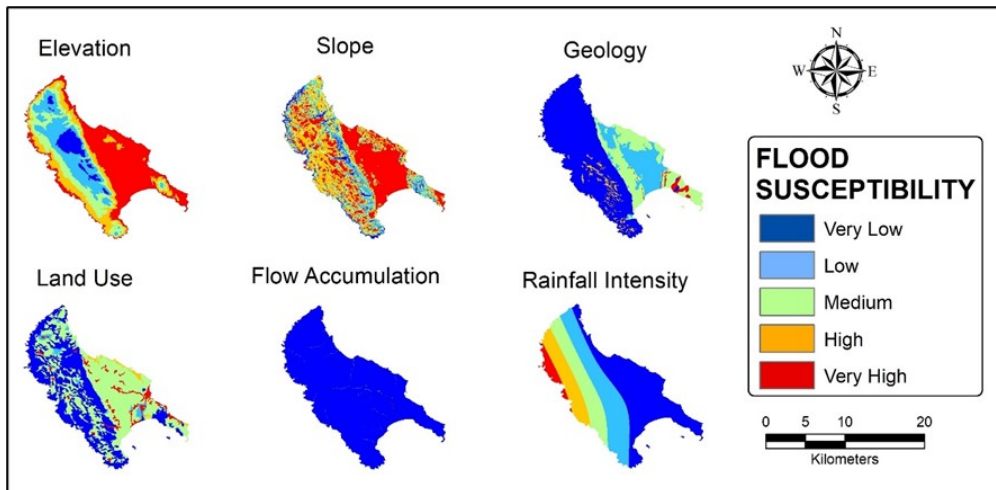 Elevation
Slope
Geology
N
W
E
S
FLOOD
SUSCEPTIBILITY
Very Low
Low
Medium
High
Very High
Land Use
Flow Accumulation
Rainfall Intensity
0 5 10 20
Kilometers